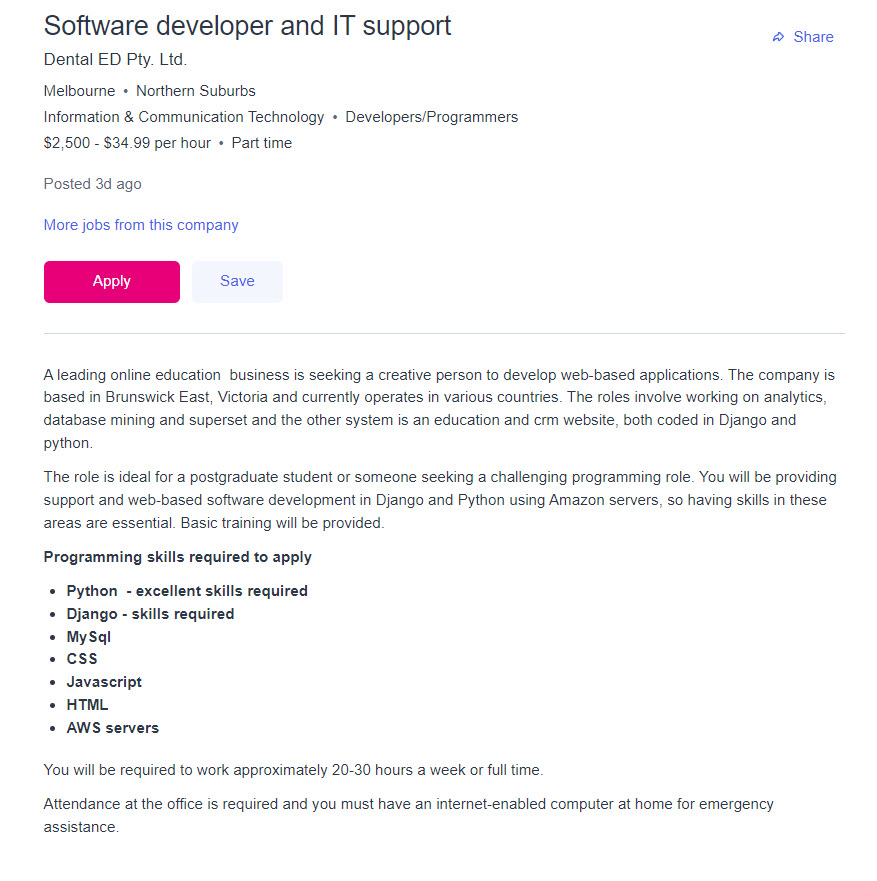 Software developer and IT support
Share
Dental ED Pty. Ltd.
Melbourne • Northern Suburbs
Information & Communication Technology • Developers/Programmers
$2,500 - $34.99 per hour • Part time
Posted 3d ago
More jobs from this company
Apply
Save
A leading online education  business is seeking a creative person to develop web-based applications. The company is
based in Brunswick East, Victoria and currently operates in various countries. The roles involve working on analytics,
database mining and superset and the other system is an education and crm website, both coded in Django and
python.
The role is ideal for a postgraduate student or someone seeking a challenging programming role. You will be providing
support and web-based software development in Django and Python using Amazon servers, so having skills in these
areas are essential. Basic training will be provided.
Programming skills required to apply
• Python  - excellent skills required
• Django - skills required
• MySql
• CSS
• Javascript
• HTML
• AWS servers
You will be required to work approximately 20-30 hours a week or full time.
Attendance at the office is required and you must have an internet-enabled computer at home for emergency
assistance.